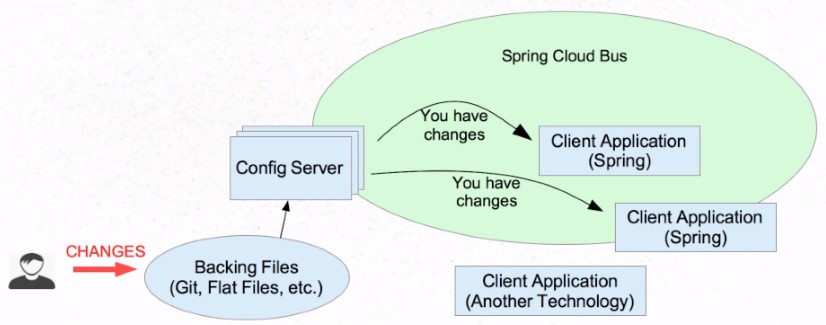 Spring Cloud Bus
You have
changes
Client Application
(Spring)
Config Server
You have
changes
Client Application
(Spring)
CHANGES
Backing Files
(Git, Flat Files, etc.)
Client Application
(Another Technology)